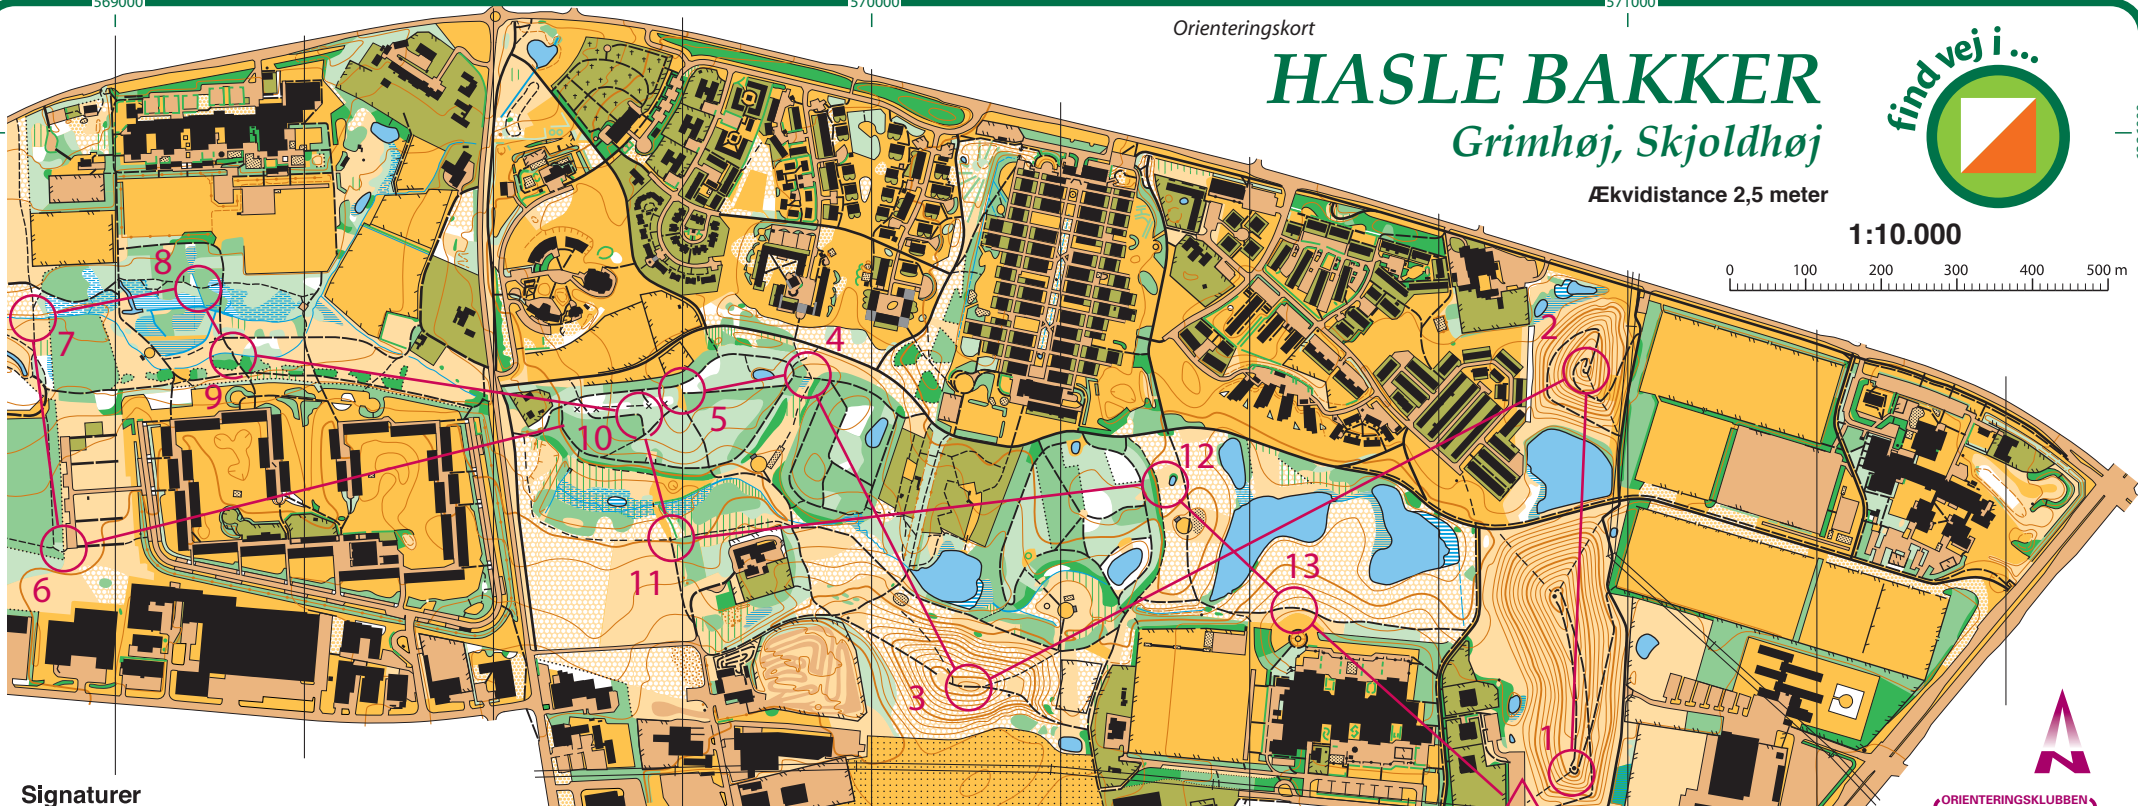 569000
570000
571000
Orienteringskort
HASLE BAKKER
Grimhøj, Skjoldhøj
Ækvidistance 2,5 meter
1:10.000
find vej i ...
0 100 200 300 400 500 m
8
7
9
6
10
5
4
11
3
12
13
2
1
Signaturer
ORIENTERINGSKLUBBEN